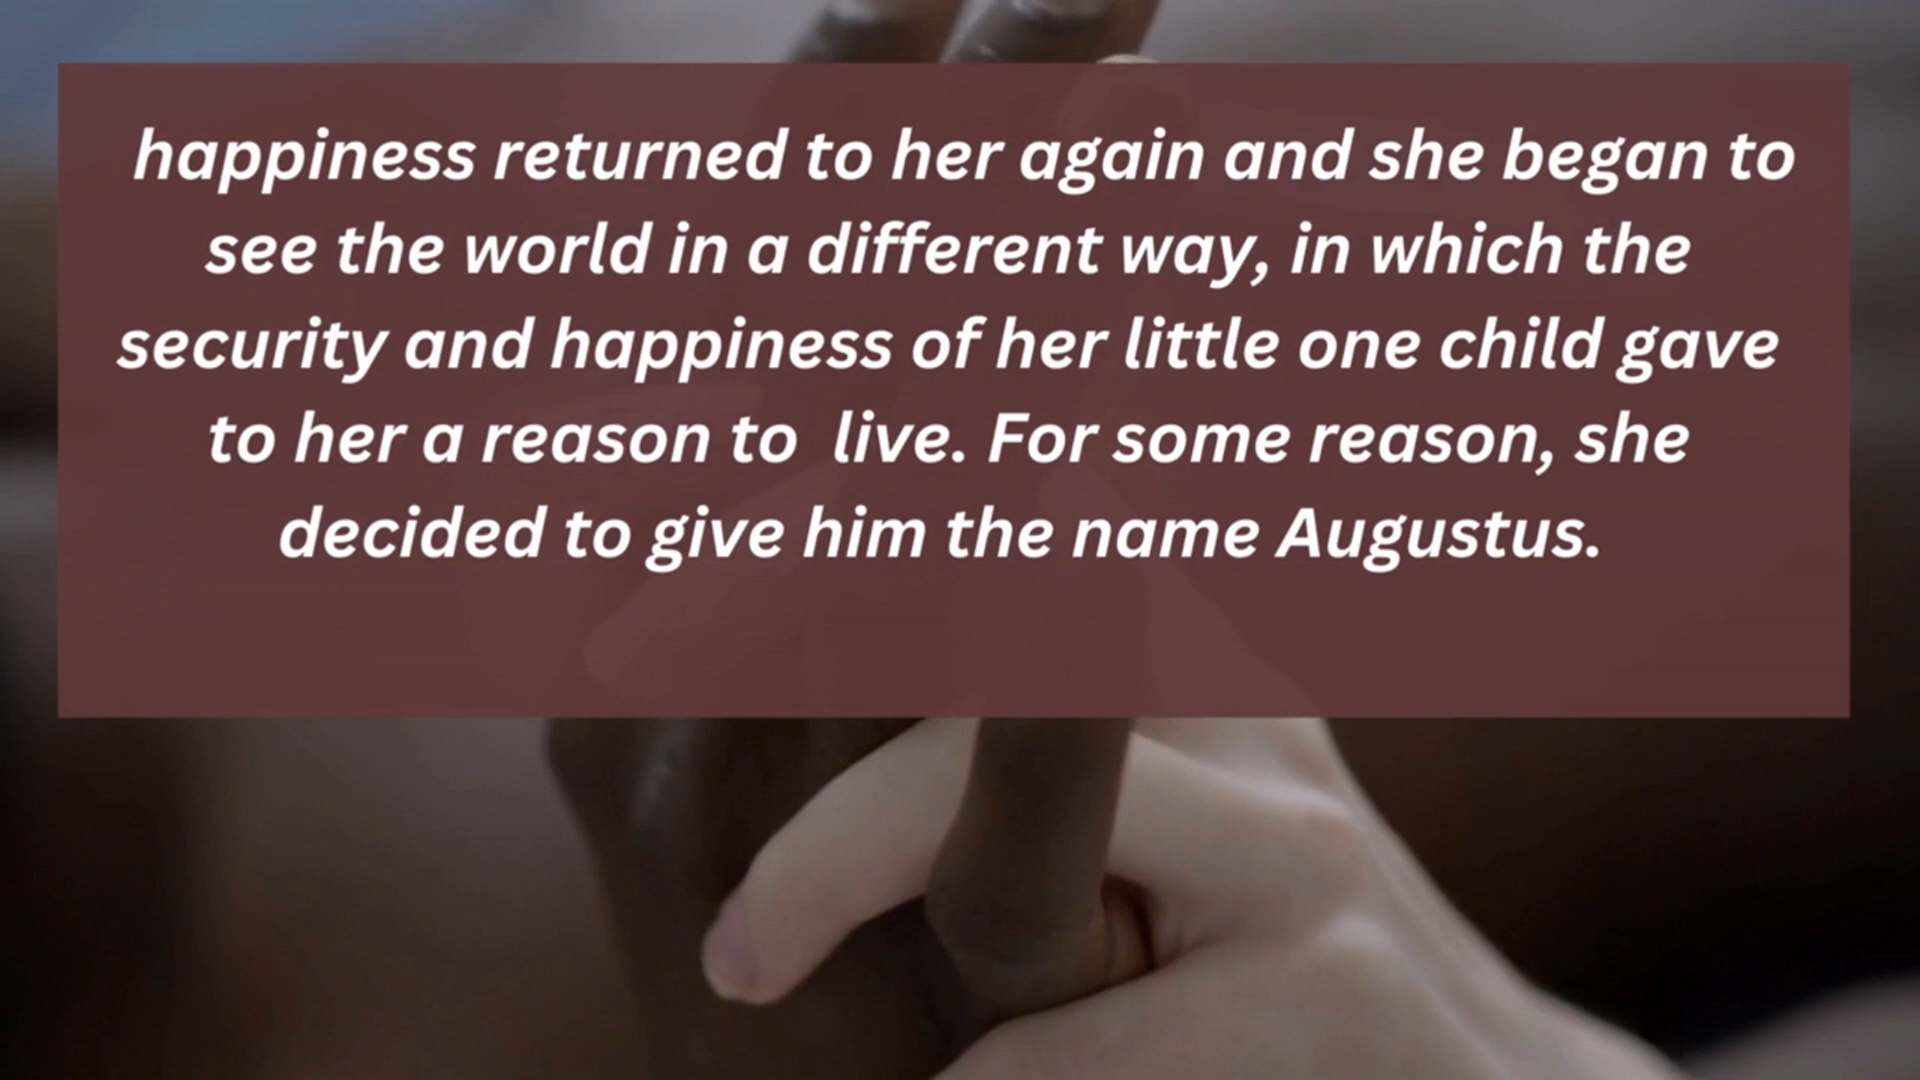 happiness returned to her again and she began to
see the world in a different way, in which the
security and happiness of her little one child gave
to her a reason to  live. For some reason, she
decided to give him the name Augustus.